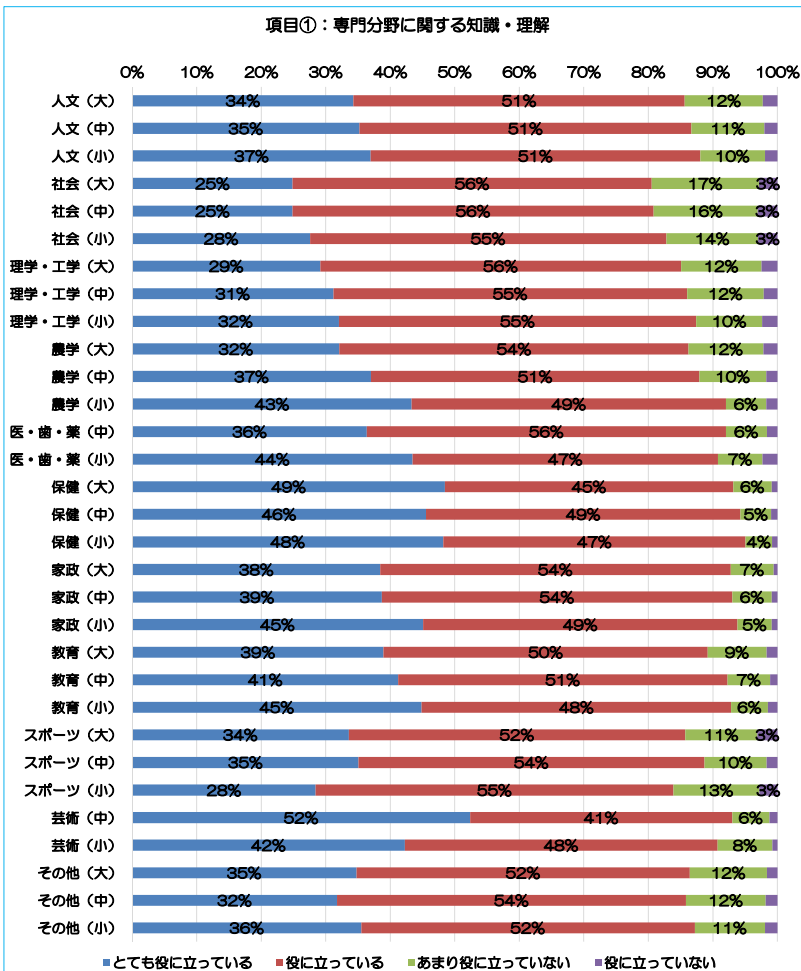 項目①:専門分野に関する知識・理解
0% 10% 20% 30% 40% 50% 60% 70% 80% 90% 100%
人文(大) 34% 51% 12%
人文(中) 35% 51% 11%
人文(小) 37% 51% 10%
社会(大) 25% 56% 17% 3%
社会(中) 25% 56% 16% 3%
社会(小) 28% 55% 14% 3%
理学・工学(大) 29% 56% 12%
理学・工学(中) 31% 55% 12%
理学・工学(小) 32% 55% 10%
農学(大) 32% 54% 12%
農学(中) 37% 51% 10%
農学(小) 43% 49% 6%
医・歯・薬(中) 36% 56% 6%
医・歯・薬(小) 44% 47% 7%
保健(大) 49% 45% 6%
保健(中) 46% 49% 5%
保健(小) 48% 47% 4%
家政(大) 38% 54% 7%
家政(中) 39% 54% 6%
家政(小) 45% 49% 5%
教育(大) 39% 50% 9%
教育(中) 41% 51% 7%
教育(小) 45% 48% 6%
スポーツ(大) 34% 52% 11% 3%
スポーツ(中) 35% 54% 10%
スポーツ(小) 28% 55% 13% 3%
芸術(中) 52% 41% 6%
芸術(小) 42% 48% 8%
その他(大) 35% 52% 12%
その他(中) 32% 54% 12%
その他(小) 36% 52% 11%
とても役に立っている 役に立っている あまり役に立っていない 役に立っていない